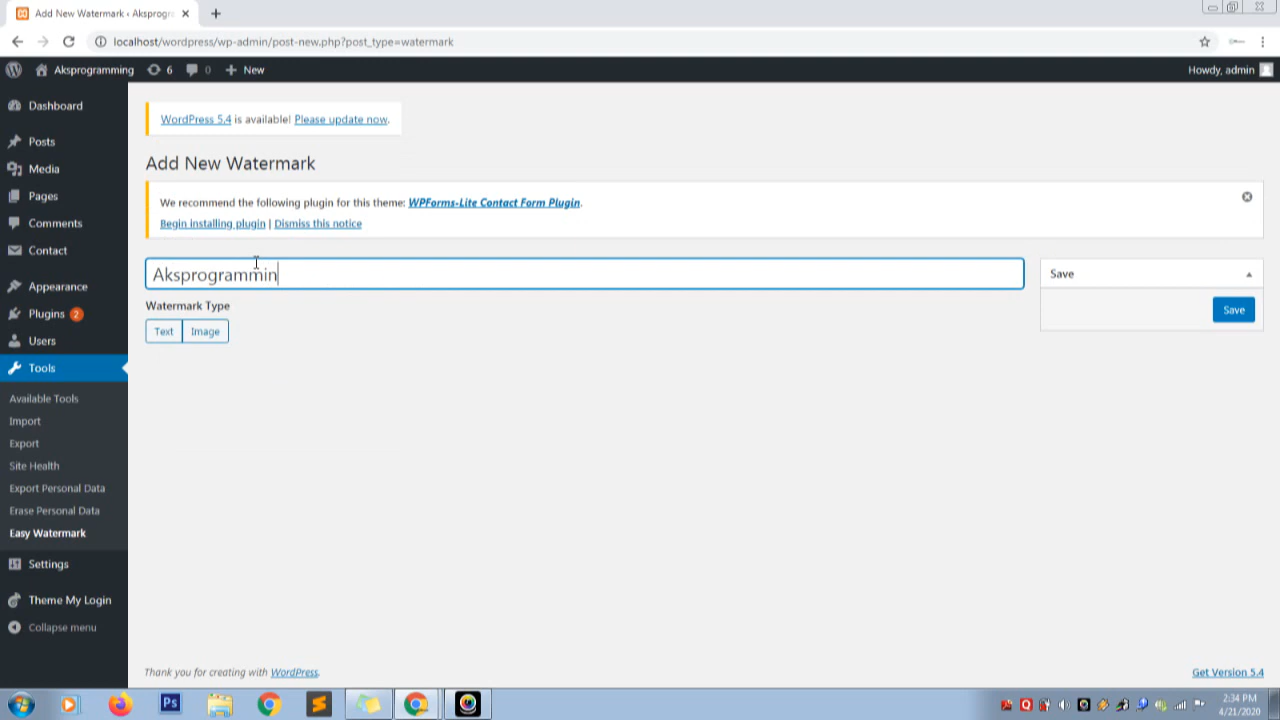 Add New Watermark ‹ Aksprogr
localhost/wordpress/wp-admin/post-new.php?post_type=watermark
Aksprogramming 6 0 New
Howdy, admin
Dashboard
Posts
Media
Pages
Comments
Contact
Appearance
Plugins 2
Users
Tools
Available Tools
Import
Export
Site Health
Export Personal Data
Erase Personal Data
Easy Watermark
Settings
Theme My Login
Collapse menu
WordPress 5.4 is available! Please update now.
Add New Watermark
We recommend the following plugin for this theme: WPForms-Lite Contact Form Plugin.
Begin installing plugin | Dismiss this notice
Aksprogrammin
Watermark Type
Text Image
Save
Save
Thank you for creating with WordPress.
Get Version 5.4
Ps
2:34 PM
4/21/2020